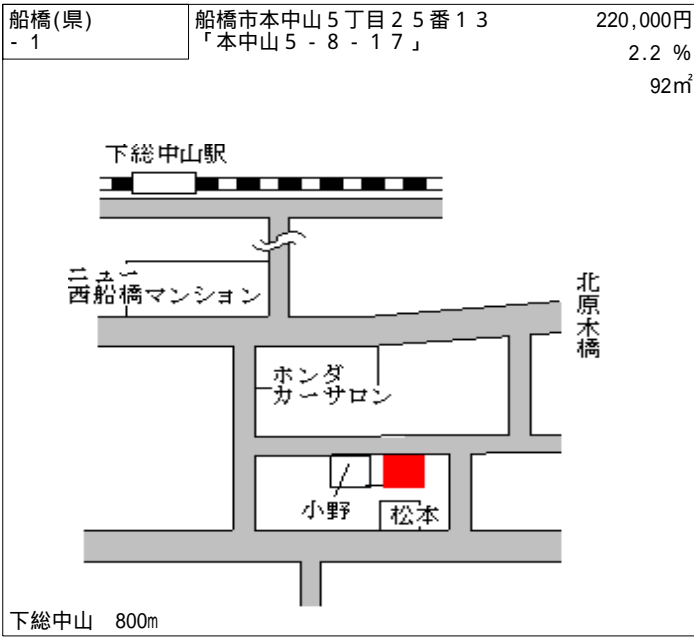 船橋(県)
- 1
船橋市本中山５丁目２５番１３
「本中山５‐８‐１７」
220,000円
2.2 %
92㎡
下総中山駅
ニュー
西船橋マンション
北原木橋
ホンダ
カーサロン
小野
松本
下総中山　800m